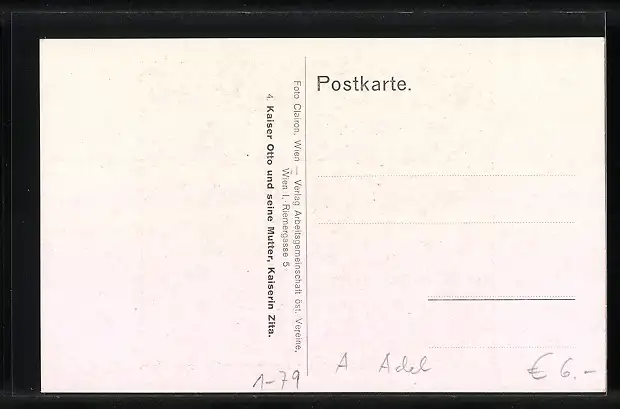 Postkarte.
Foto Clairon, Wien — Verlag Arbeitsgemeinschaft öst. Vereine,
Wien I, Riemergasse 5
4. Kaiser Otto und seine Mutter, Kaiserin Zita.
1-79
A Adel
€ 6.-